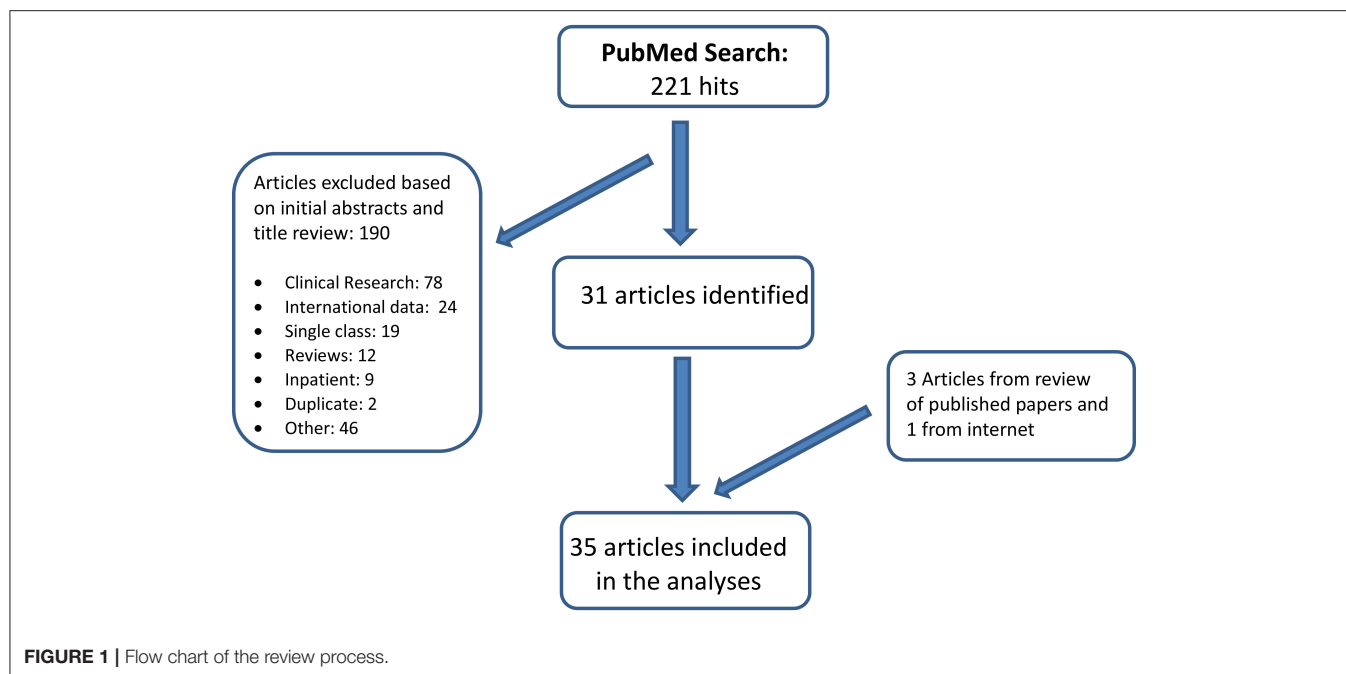 PubMed Search:
221 hits
Articles excluded based
on initial abstracts and
title review: 190
• Clinical Research: 78
• International data: 24
• Single class: 19
• Reviews: 12
• Inpatient: 9
• Duplicate: 2
• Other: 46
31 articles identified
3 Articles from review
of published papers and
1 from internet
35 articles included
in the analyses
FIGURE 1 | Flow chart of the review process.